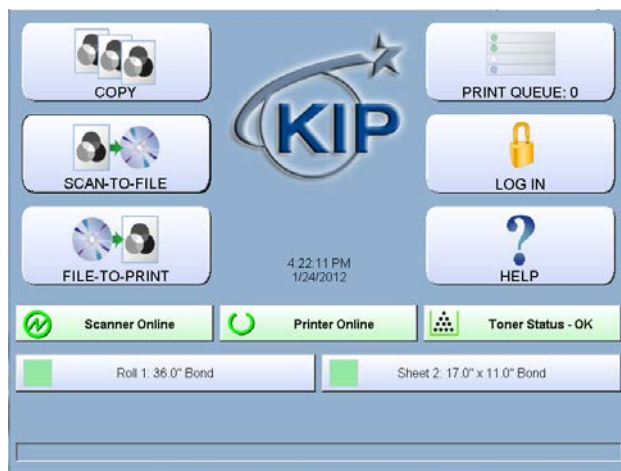 COPY
PRINT QUEUE: 0
KIP
SCAN-TO-FILE
LOG IN
FILE-TO-PRINT
4:22:11 PM
1/24/2012
HELP
Scanner Online
Printer Online
Toner Status - OK
Roll 1: 36.0" Bond
Sheet 2: 17.0" x 11.0" Bond